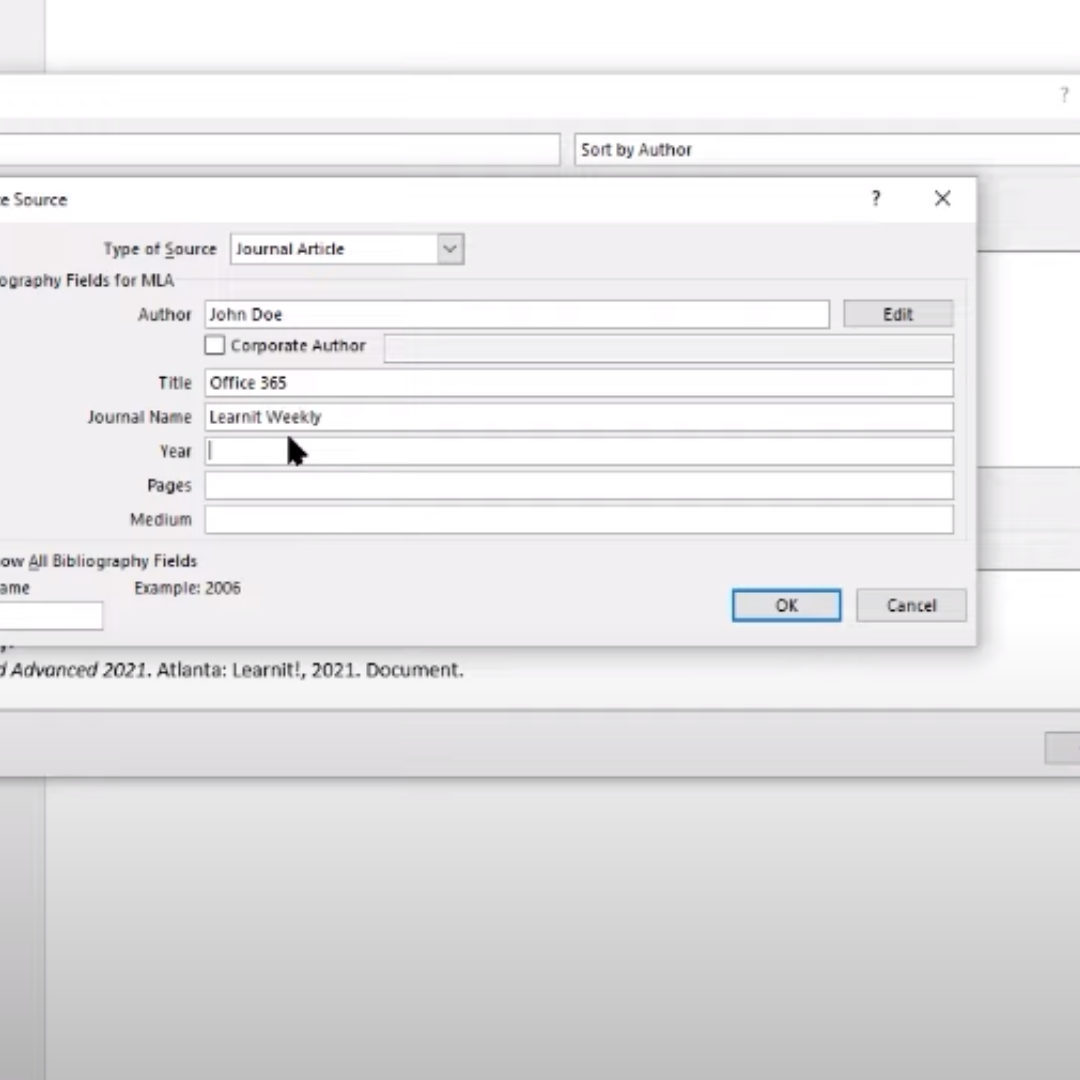 ?
Sort by Author
e Source
?
Type of Source Journal Article
ography Fields for MLA
Author John Doe Edit
Corporate Author
Title Office 365
Journal Name Learnit Weekly
Year
Pages
Medium
ow All Bibliography Fields
ame Example: 2006
OK Cancel
d Advanced 2021. Atlanta: Learnit!, 2021. Document.